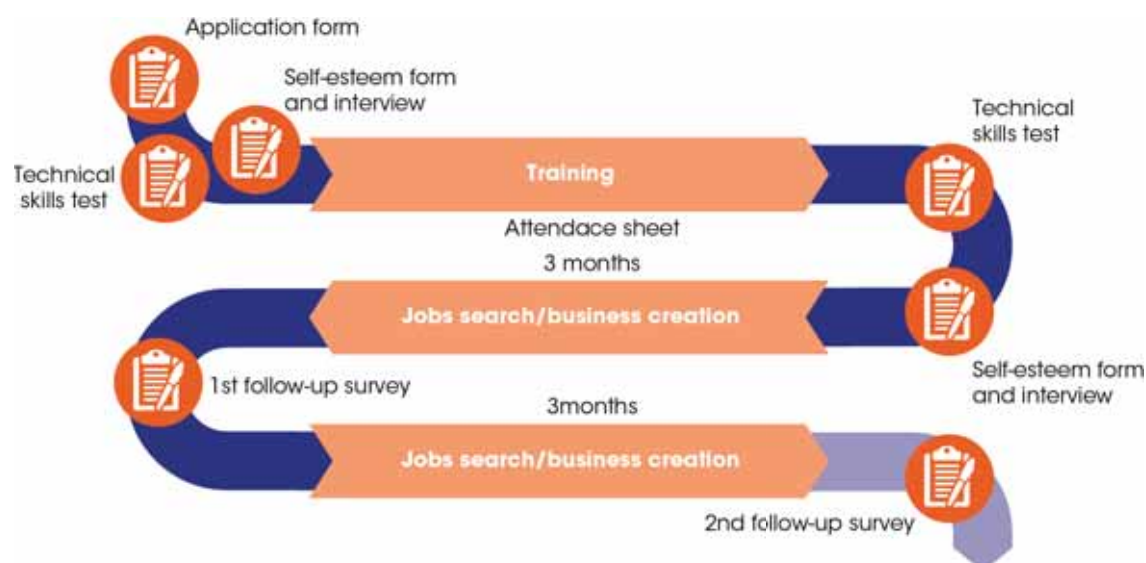 Application form
Self-esteem form
and interview
Technical
skills test
Training
Technical
skills test
Attendace sheet
3 months
Jobs search/business creation
Self-esteem form
and interview
1st follow-up survey
3months
Jobs search/business creation
2nd follow-up survey